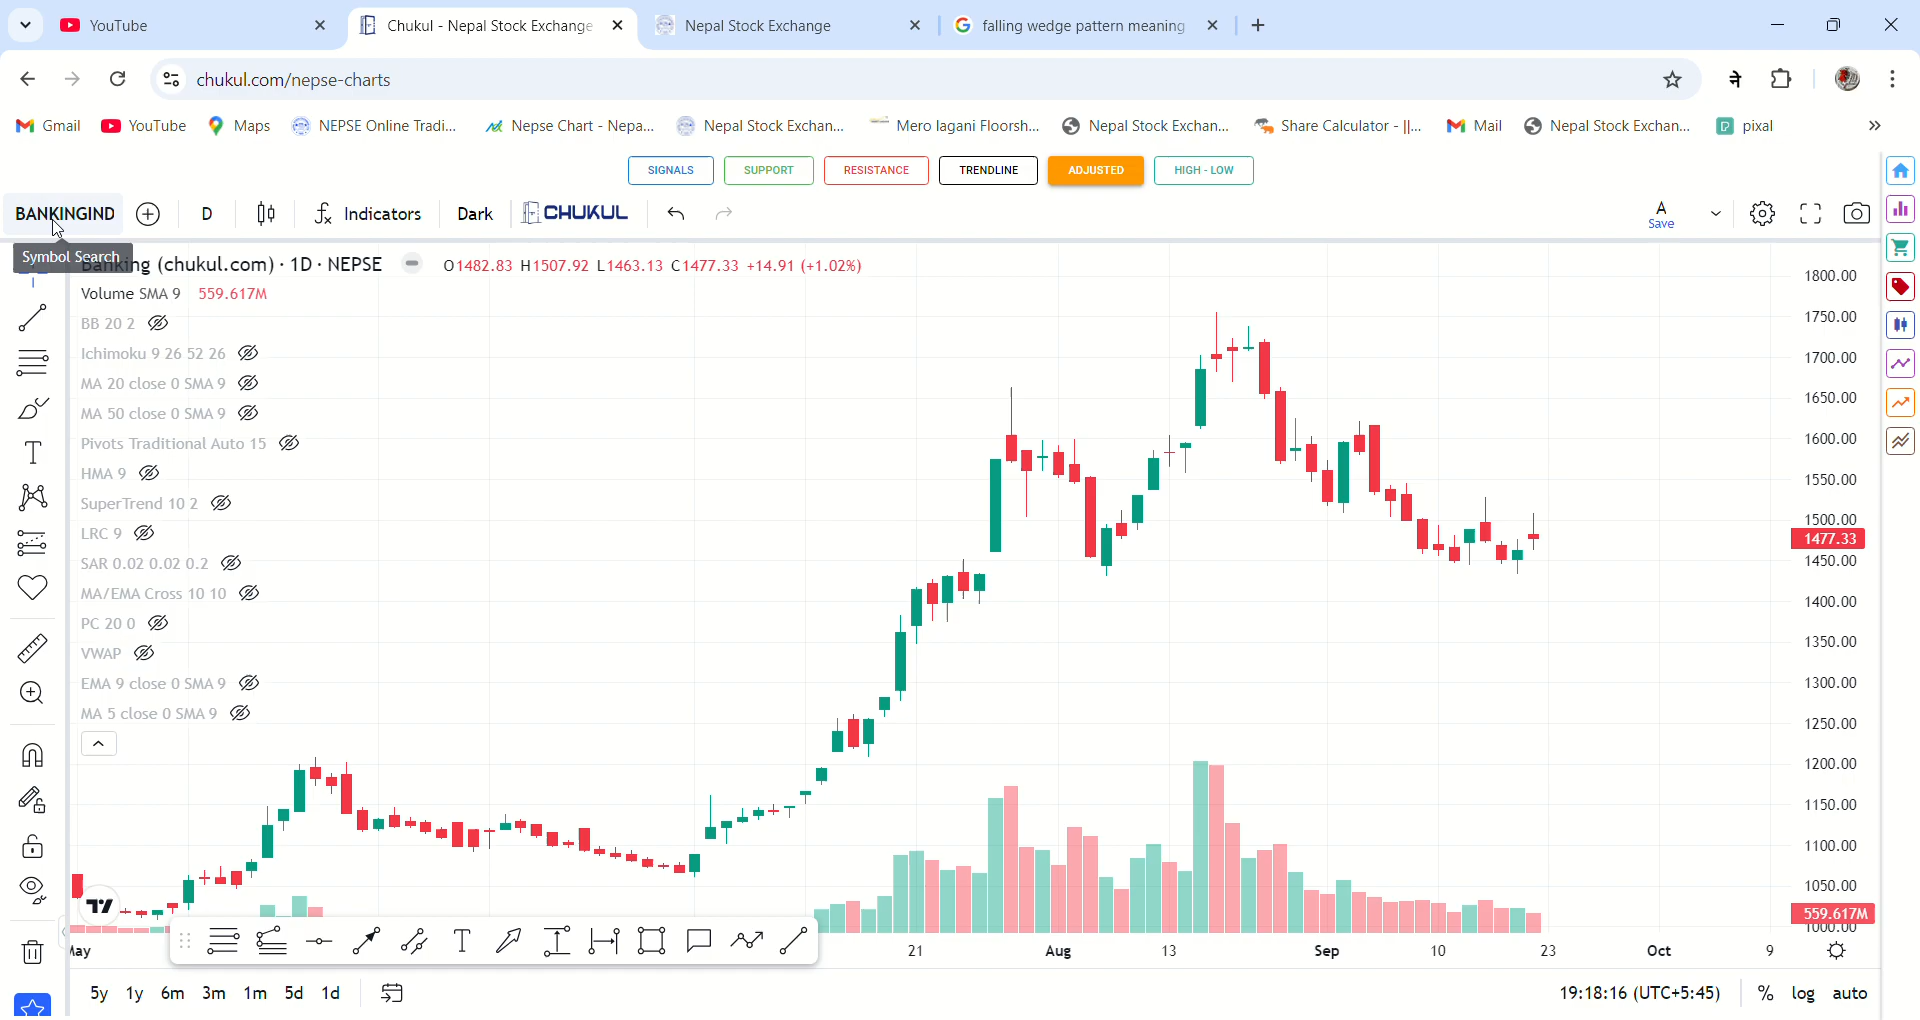 YouTube
Chukul - Nepal Stock Exchange
Nepal Stock Exchange
falling wedge pattern meaning
chukul.com/nepse-charts
ने
Gmail
YouTube
Maps
NEPSE Online Tradi...
Nepse Chart - Nepa...
Nepal Stock Exchan...
Mero lagani Floorsh...
Nepal Stock Exchan...
Share Calculator - ||...
Mail
Nepal Stock Exchan...
pixal
SIGNALS
SUPPORT
RESISTANCE
TRENDLINE
ADJUSTED
HIGH - LOW
BANKINGIND
D
Indicators
Dark
CHUKUL
A
Save
Symbol Search
Banking (chukul.com) · 1D · NEPSE
O1482.83 H1507.92 L1463.13 C1477.33 +14.91 (+1.02%)
Volume SMA 9 559.617M
BB 20 2
Ichimoku 9 26 52 26
MA 20 close 0 SMA 9
MA 50 close 0 SMA 9
Pivots Traditional Auto 15
HMA 9
SuperTrend 10 2
LRC 9
SAR 0.02 0.02 0.2
MA/EMA Cross 10 10
PC 20 0
VWAP
EMA 9 close 0 SMA 9
MA 5 close 0 SMA 9
1800.00
1750.00
1700.00
1650.00
1600.00
1550.00
1500.00
1477.33
1450.00
1400.00
1350.00
1300.00
1250.00
1200.00
1150.00
1100.00
1050.00
559.617M
1000.00
May
21
Aug
13
Sep
10
23
Oct
9
5y
1y
6m
3m
1m
5d
1d
19:18:16 (UTC+5:45)
%
log
auto